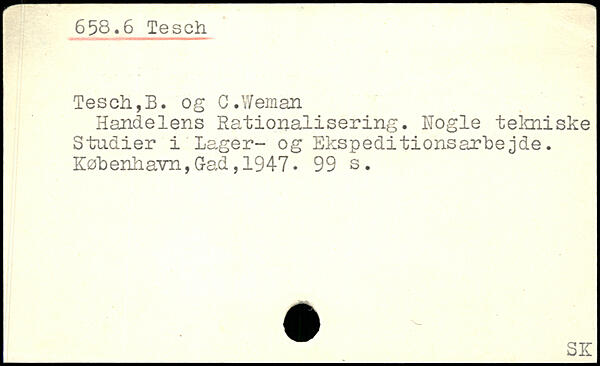 658.6 Tesch
Tesch,B. og C.Weman
Handelens Rationalisering. Nogle tekniske
Studier i Lager- og Ekspeditionsarbejde.
København,Gad,1947. 99 s.
SK